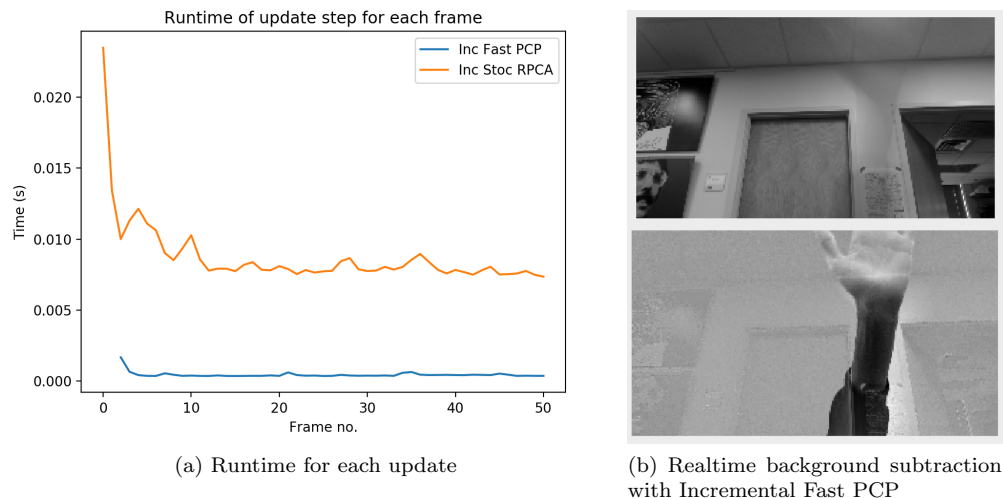 Runtime of update step for each frame
Inc Fast PCP
Inc Stoc RPCA
0.020
0.015
0.010
0.005
0.000
Time (s)
0 10 20 30 40 50
Frame no.
(a) Runtime for each update
(b) Realtime background subtraction
with Incremental Fast PCP